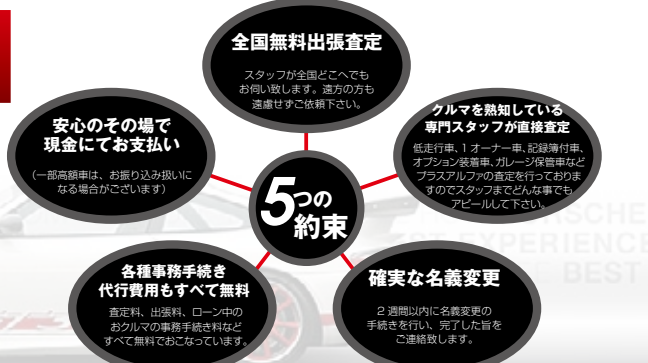 全国無料出張査定
スタッフが全国どこへでも
お伺い致します。遠方の方も
遠慮せずご依頼下さい。
安心のその場で
現金にてお支払い
(一部高額車は、お振り込み扱いに
なる場合がございます)
クルマを熟知している
専門スタッフが直接査定
低走行車、1オーナー車、記録簿付車、
オプション装着車、ガレージ保管車など
プラスアルファの査定を行っておりま
すのでスタッフまでどんな事でも
アピールして下さい。
5つの
約束
各種事務手続き
代行費用もすべて無料
査定料、出張料、ローン中の
おクルマの事務手続き料など
すべて無料でおこなっています。
確実な名義変更
2週間以内に名義変更の
手続きを行い、完了した旨を
ご連絡致します。
EXPERIENCE
BEST